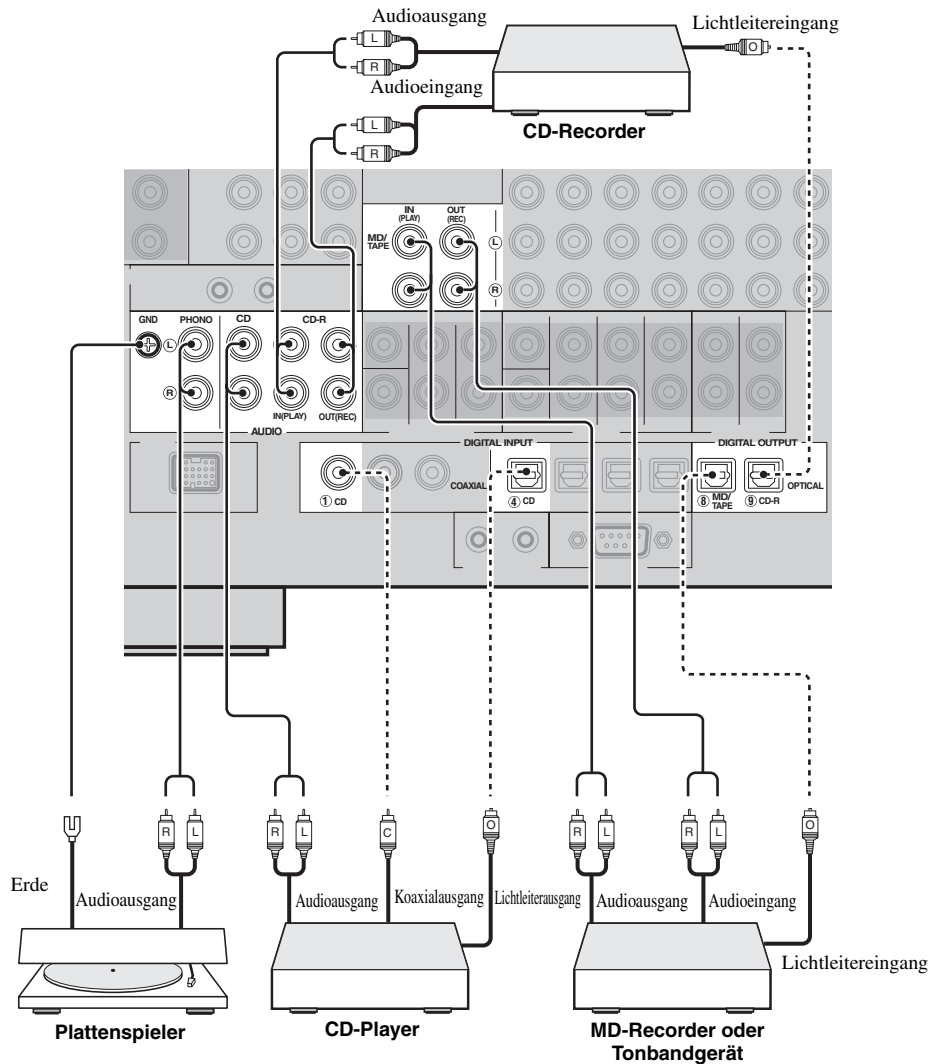 Audioausgang
Lichtleitereingang
L
R
O
Audioeingang
L
R
CD-Recorder
IN
(PLAY)
OUT
(REC)
MD/
TAPE
L
R
GND
PHONO
CD
CD-R
L
R
IN(PLAY)
OUT(REC)
AUDIO
DIGITAL INPUT
DIGITAL OUTPUT
COAXIAL
OPTICAL
① CD
④ CD
⑧ MD/
TAPE
⑨ CD-R
R
L
R
L
C
O
R
L
R
L
O
Erde
Audioausgang
Audioausgang
Koaxialausgang
Lichtleiterausgang
Audioausgang
Audioeingang
Lichtleitereingang
Plattenspieler
CD-Player
MD-Recorder oder
Tonbandgerät